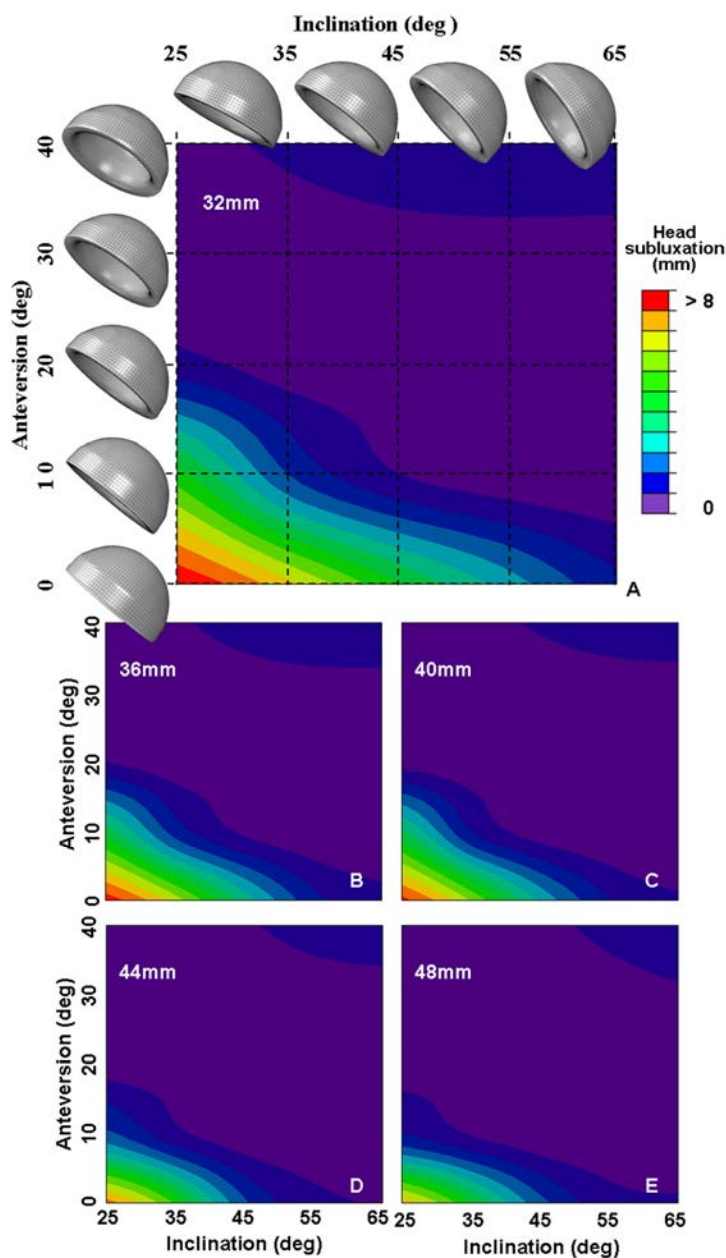 Inclination (deg )
25 35 45 55 65
40
30
20
10
0
Anteversion (deg)
32mm
Head
subluxation
(mm)
> 8
0
A
40
30
20
10
0
Anteversion (deg)
36mm
B
40mm
C
40
30
20
10
0
Anteversion (deg)
44mm
D
48mm
E
25 35 45 55 65
25 35 45 55 65
Inclination (deg)
Inclination (deg)